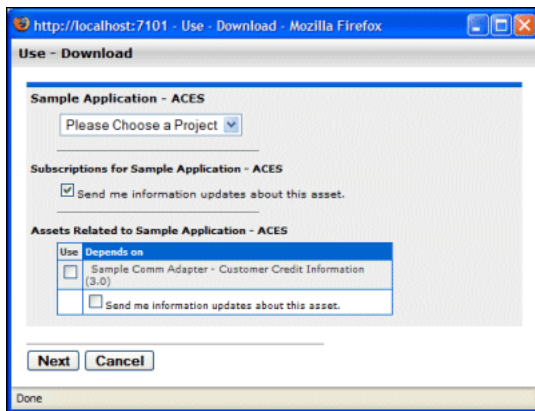 http://localhost:7101 - Use - Download - Mozilla Firefox
Use - Download
Sample Application - ACES
Please Choose a Project
Subscriptions for Sample Application - ACES
Send me information updates about this asset.
Assets Related to Sample Application - ACES
Use Depends on
Sample Comm Adapter - Customer Credit Information
(3.0)
Send me information updates about this asset.
Next Cancel
Done